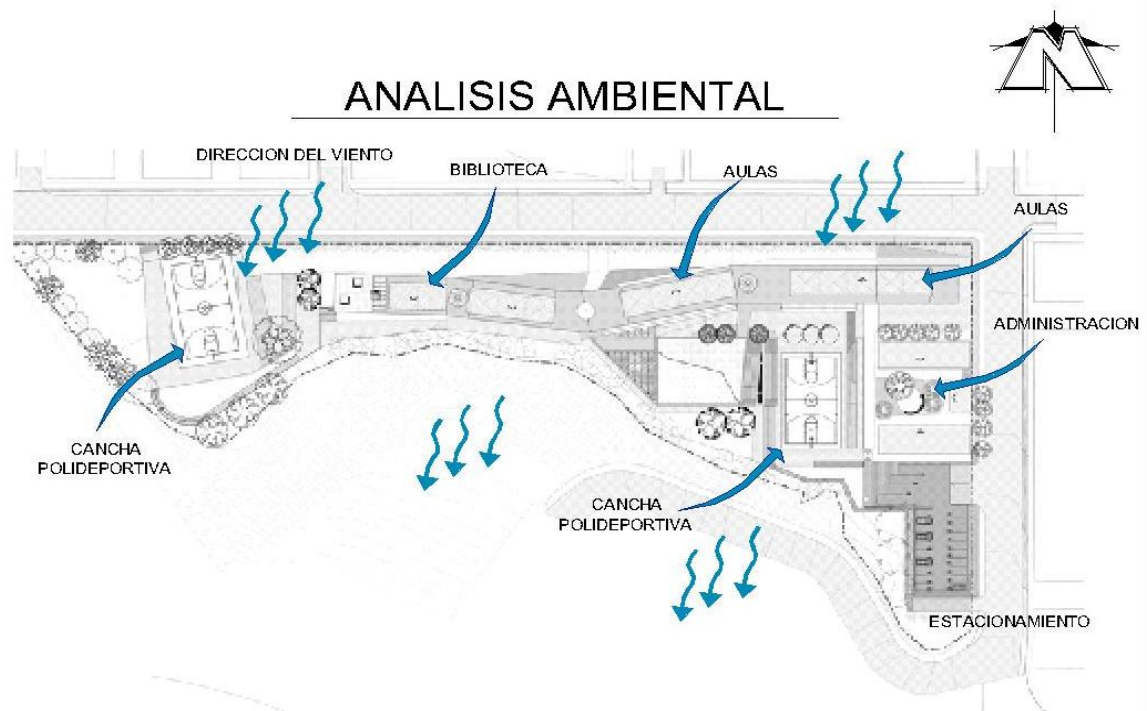 N
ANALISIS AMBIENTAL
DIRECCION DEL VIENTO
BIBLIOTECA
AULAS
AULAS
ADMINISTRACION
CANCHA
POLIDEPORTIVA
CANCHA
POLIDEPORTIVA
ESTACIONAMIENTO